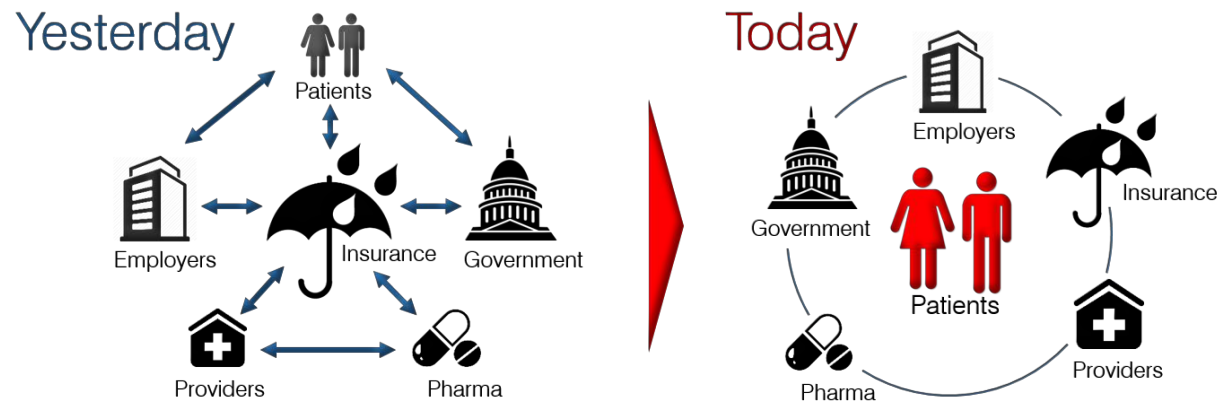 Yesterday
Patients
Employers
Insurance
Government
Providers
Pharma
Today
Employers
Insurance
Government
Patients
Providers
Pharma